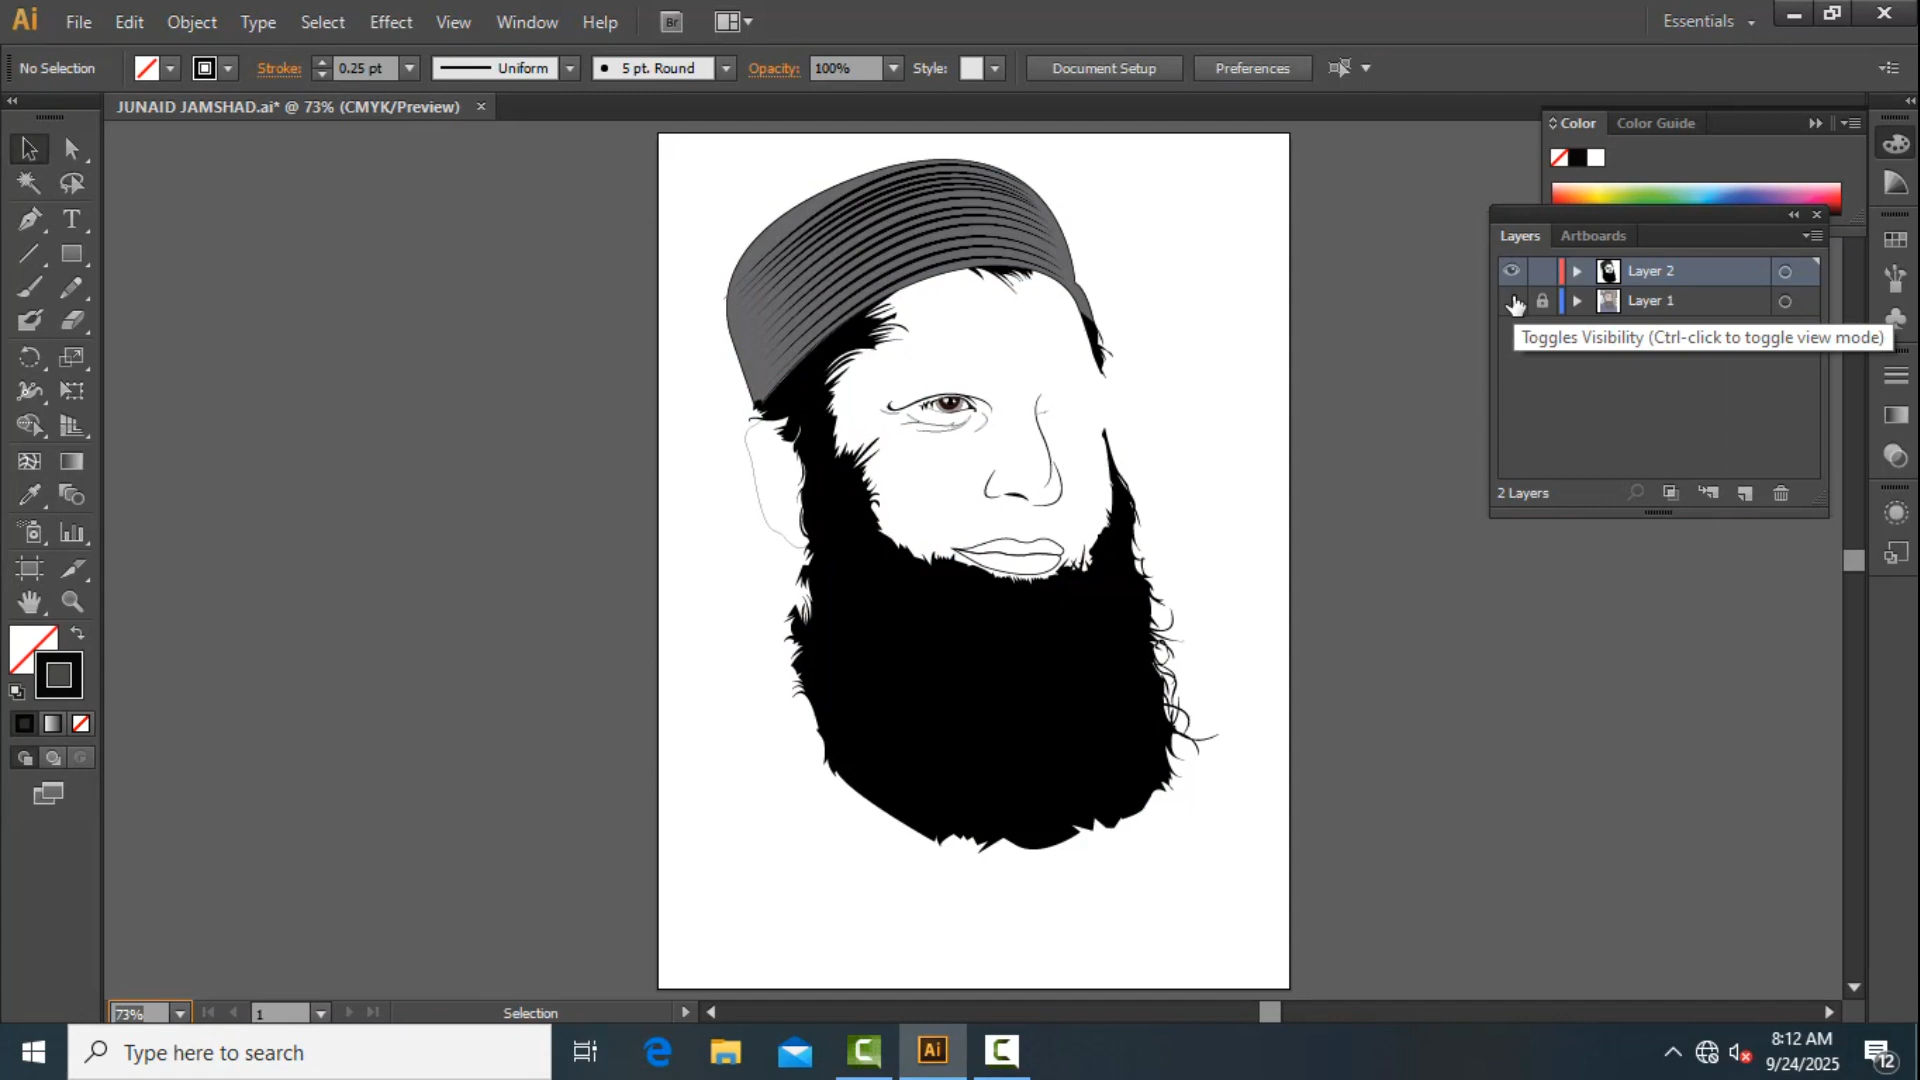 Ai File Edit Object Type Select Effect View Window Help Br Essentials
No Selection Stroke: 0.25 pt Uniform 5 pt. Round Opacity: 100% Style: Document Setup Preferences
JUNAID JAMSHAD.ai* @ 73% (CMYK/Preview)
Color Color Guide
Layers Artboards
Layer 2
Layer 1
Toggles Visibility (Ctrl-click to toggle view mode)
2 Layers
73% 1 Selection
Type here to search
8:12 AM
9/24/2025
12